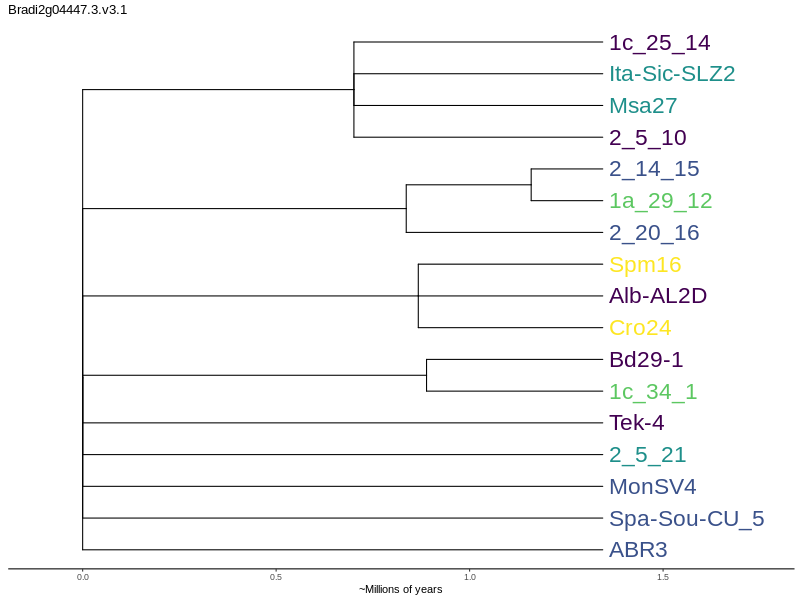 Bradi2g04447.3.v3.1
1c_25_14
Ita-Sic-SLZ2
Msa27
2_5_10
2_14_15
1a_29_12
2_20_16
Spm16
Alb-AL2D
Cro24
Bd29-1
1c_34_1
Tek-4
2_5_21
MonSV4
Spa-Sou-CU_5
ABR3
0.0 0.5 1.0 1.5
~Millions of years